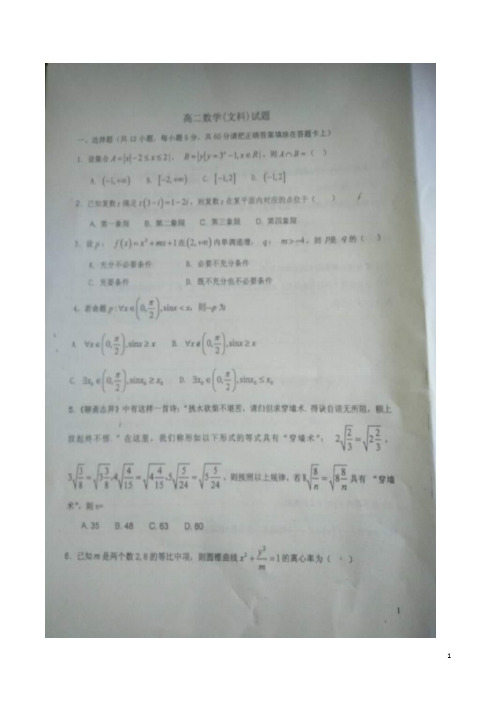 高二数学(文科)试题
一、选择题(共12小题，每小题5分，共60分请把正确答案填涂在答题卡上)
1. 设集合A={x|-2≤x≤2}，B={y|y=3^x-1,x∈R}，则A∩B=( )
A. (-1,+∞) B. [-2,+∞) C. [-1,2] D. (-1,2]
2. 已知复数z满足z(1-i)=1-2i，则复数z在复平面内对应的点位于( )
A. 第一象限 B. 第二象限 C. 第三象限 D. 第四象限
3. 设p：f(x)=x²+mx+1在(2,+∞)内单调递增，q：m>-4，则p是q的( )
A. 充分不必要条件 B. 必要不充分条件
C. 充要条件 D. 既不充分也不必要条件
4. 若命题p:∀x∈(0,π/2),sinx<x，则¬p为
A. ∀x∈(0,π/2),sinx≥x B. ∀x∉(0,π/2),sinx≥x
C. ∃x₀∈(0,π/2),sinx₀≥x₀ D. ∃x₀∈(0,π/2),sinx₀≤x₀
5.《聊斋志异》中有这样一首诗：“挑水砍柴不堪苦，请归但求穿墙术。得诀自诩无所阻，额上
坟起终不悟。”在这里，我们称形如以下形式的等式具有“穿墙术”：2√(2/3)=√(2 2/3)，
3√(3/8)=√(3 3/8),4√(4/15)=√(4 4/15),5√(5/24)=√(5 5/24)，则按照以上规律，若8√(8/n)=√(8 8/n)具有“穿墙
术”，则n=
A. 35 B. 48 C. 63 D. 80
6. 已知m是两个数2,8的等比中项，则圆锥曲线x²+y²/m=1的离心率为( )
1
1